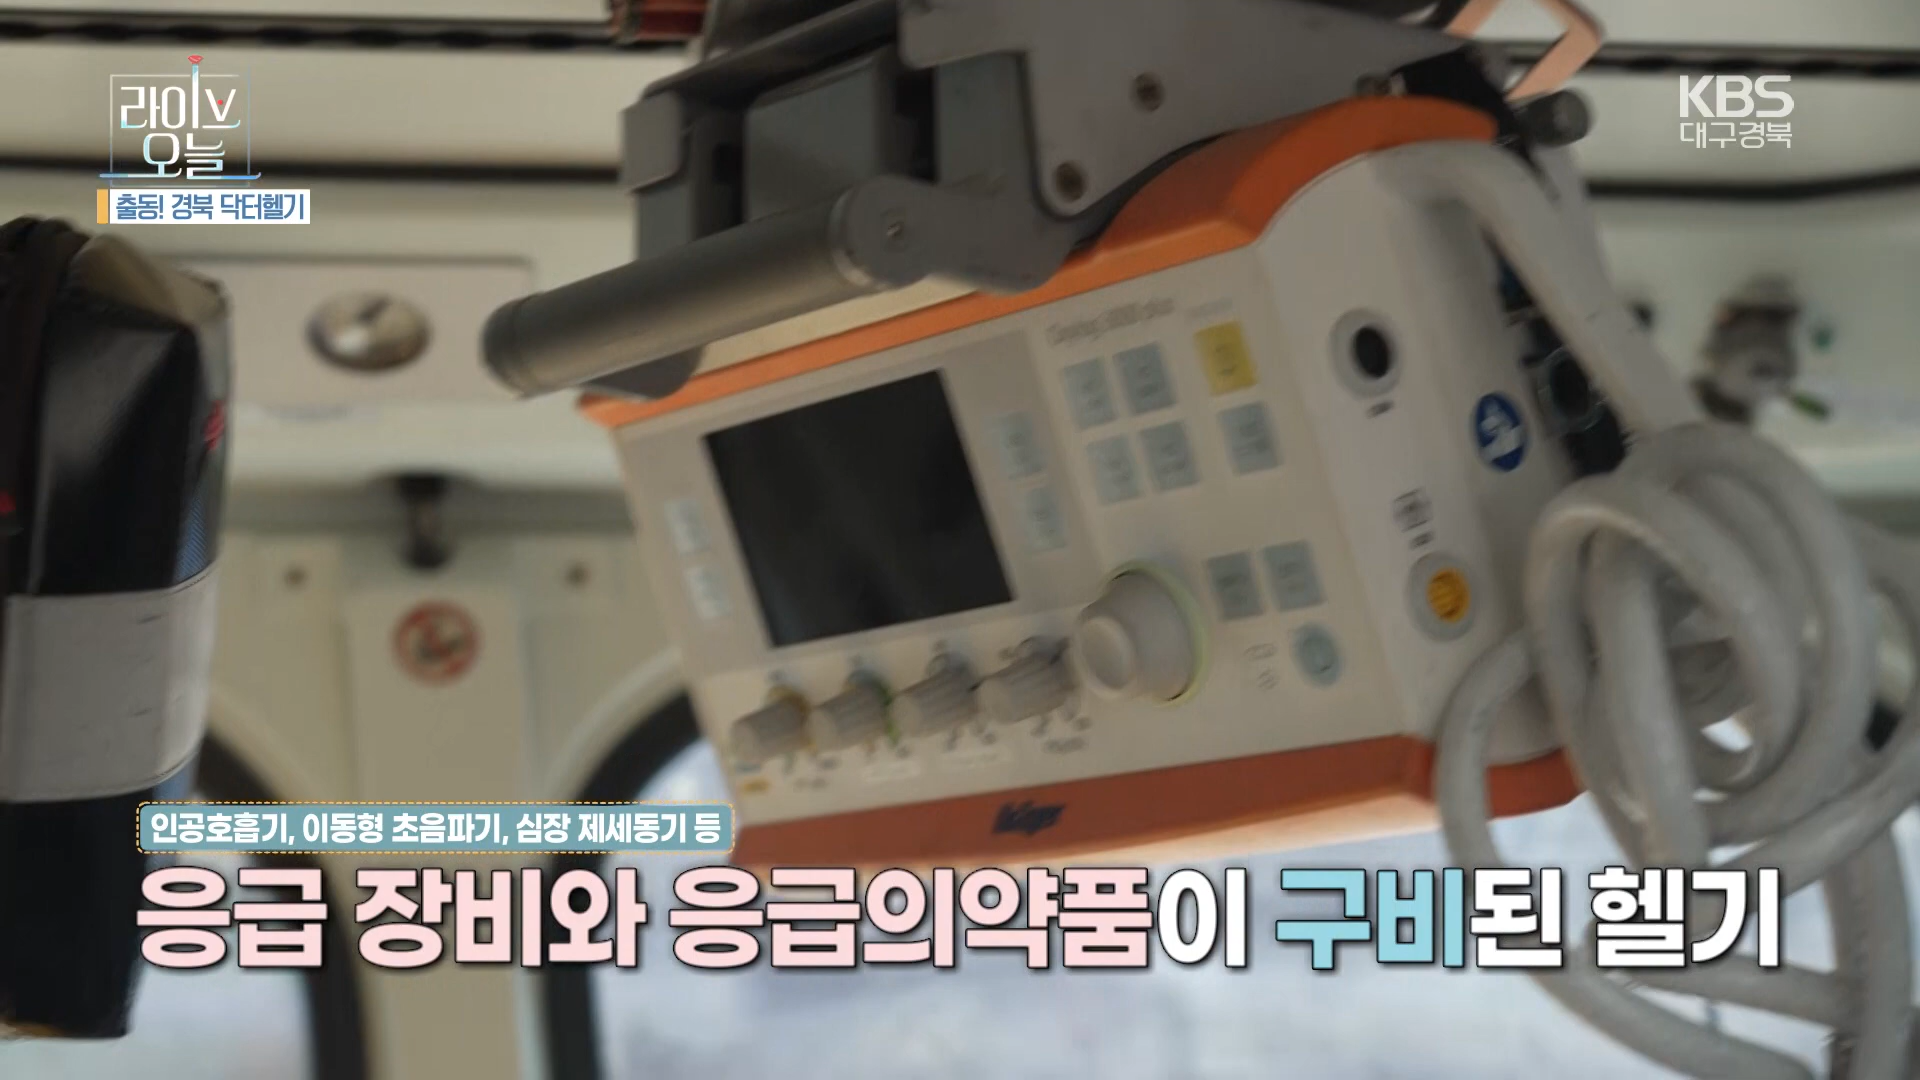 라이브
오늘
출동! 경북 닥터헬기
KBS
대구경북
Dräger
인공호흡기, 이동형 초음파기, 심장 제세동기 등
응급 장비와 응급의약품이 구비된 헬기